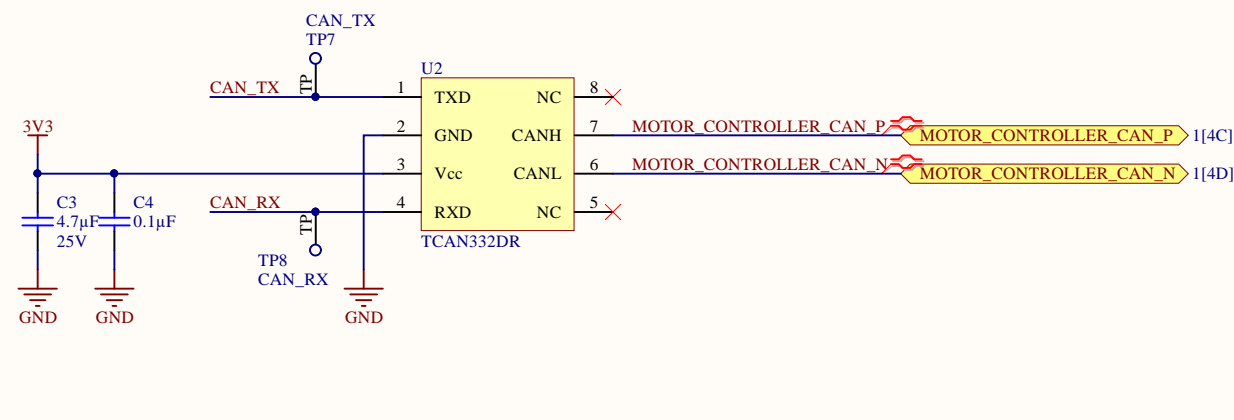 CAN_TX
TP7
TP
CAN_TX
U2
1
TXD
NC
8
3V3
2
GND
CANH
7
MOTOR_CONTROLLER_CAN_P
MOTOR_CONTROLLER_CAN_P
1[4C]
3
Vcc
CANL
6
MOTOR_CONTROLLER_CAN_N
MOTOR_CONTROLLER_CAN_N
1[4D]
C3
4.7µF
25V
C4
0.1µF
CAN_RX
4
RXD
NC
5
TP
TP8
CAN_RX
TCAN332DR
GND
GND
GND